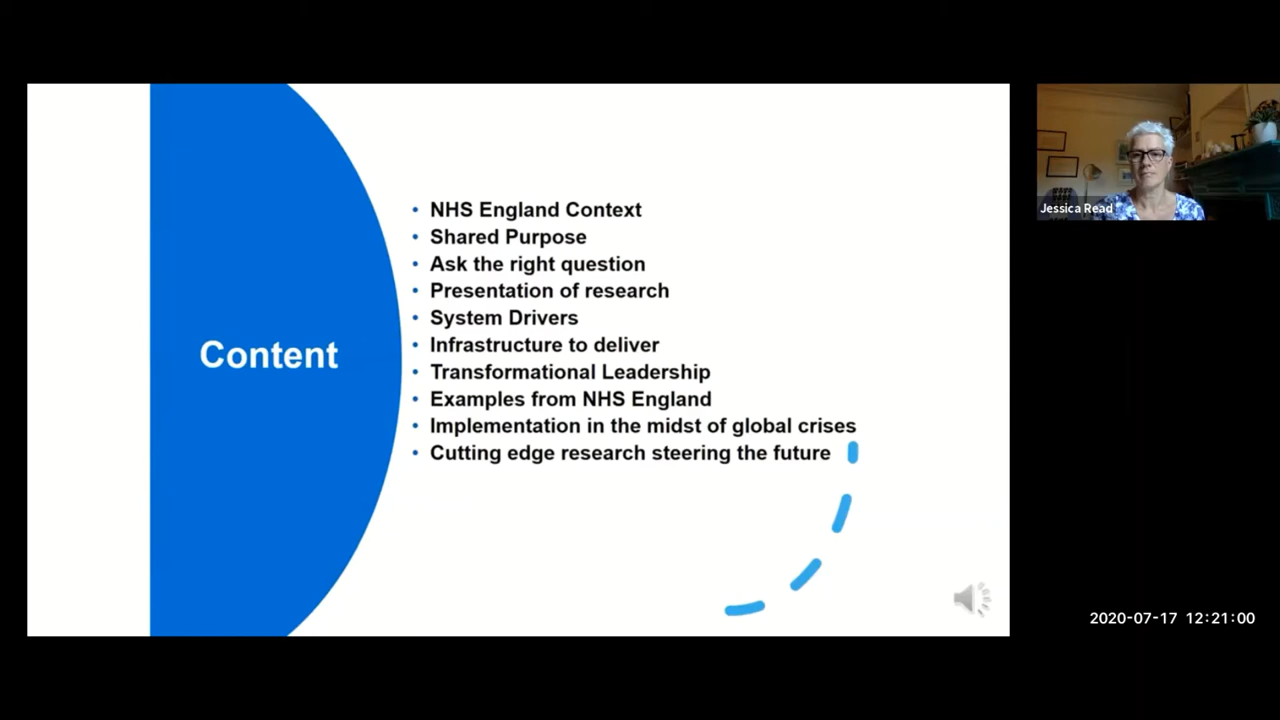 Content
NHS England Context
Shared Purpose
Ask the right question
Presentation of research
System Drivers
Infrastructure to deliver
Transformational Leadership
Examples from NHS England
Implementation in the midst of global crises
Cutting edge research steering the future
Jessica Read
2020-07-17 12:21:00